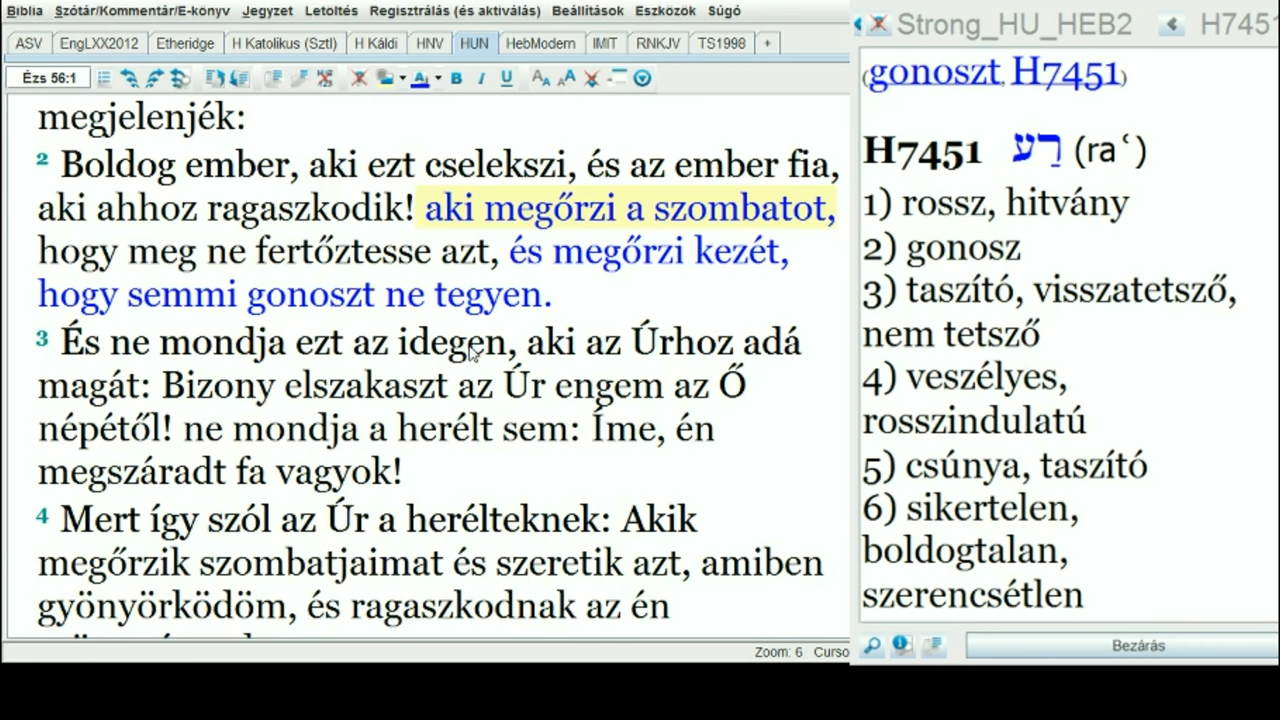 Biblia Szótár/Kommentár/E-könyv Jegyzet Letöltés Regisztrálás (és aktiválás) Beállítások Eszközök Súgó
ASV EngLXX2012 Etheridge H Katolikus (Sztl) H Káldi HNV HUN HebModern IMIT RNKJV TS1998 +
Ézs 56:1
megjelenjék:
2 Boldog ember, aki ezt cselekszi, és az ember fia,
aki ahhoz ragaszkodik! aki megőrzi a szombatot,
hogy meg ne fertőztesse azt, és megőrzi kezét,
hogy semmi gonoszt ne tegyen.
3 És ne mondja ezt az idegen, aki az Úrhoz adá
magát: Bizony elszakaszt az Úr engem az Ő
népétől! ne mondja a herélt sem: Íme, én
megszáradt fa vagyok!
4 Mert így szól az Úr a herélteknek: Akik
megőrzik szombatjaimat és szeretik azt, amiben
gyönyörködöm, és ragaszkodnak az én
Zoom: 6 Curso
Strong_HU_HEB2 H745
(gonoszt, H7451)
H7451 רַע (raʿ)
1) rossz, hitvány
2) gonosz
3) taszító, visszatetsző,
nem tetsző
4) veszélyes,
rosszindulatú
5) csúnya, taszító
6) sikertelen,
boldogtalan,
szerencsétlen
Bezárás